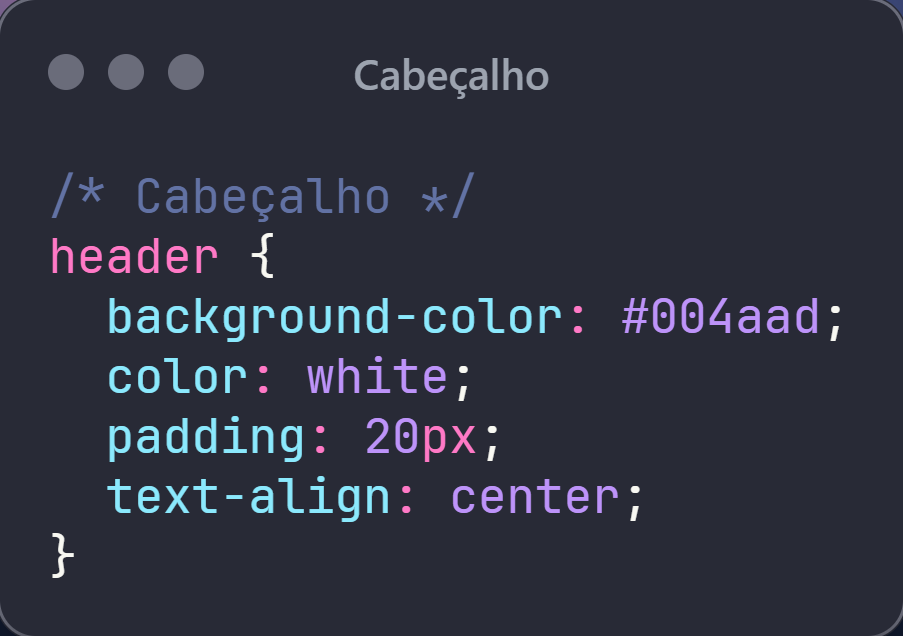 Cabeçalho
/* Cabeçalho */
header {
  background-color: #004aad;
  color: white;
  padding: 20px;
  text-align: center;
}